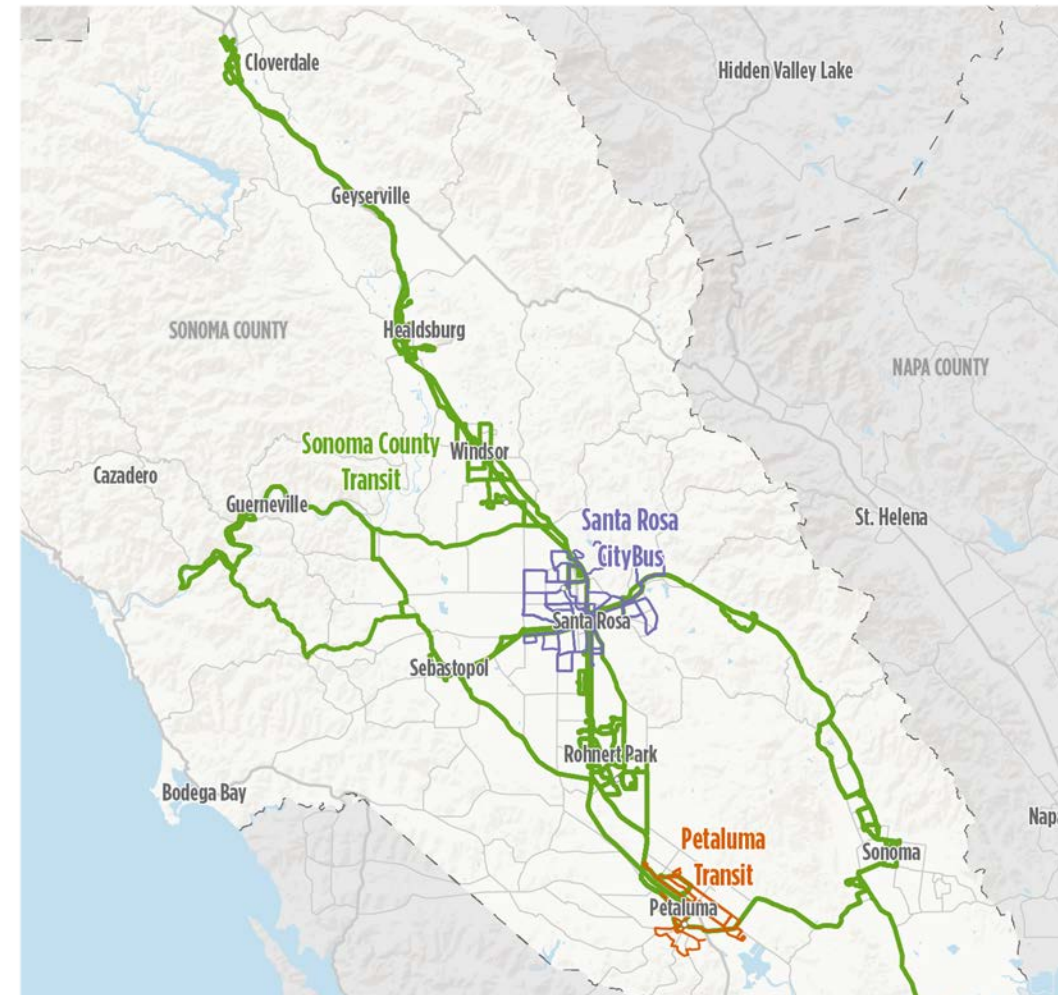 Cloverdale
Hidden Valley Lake
Geyserville
SONOMA COUNTY
Healdsburg
NAPA COUNTY
Sonoma County
Transit
Windsor
Cazadero
Guerneville
St. Helena
Santa Rosa
CityBus
Santa Rosa
Sebastopol
Rohnert Park
Bodega Bay
Napa
Petaluma
Transit
Sonoma
Petaluma